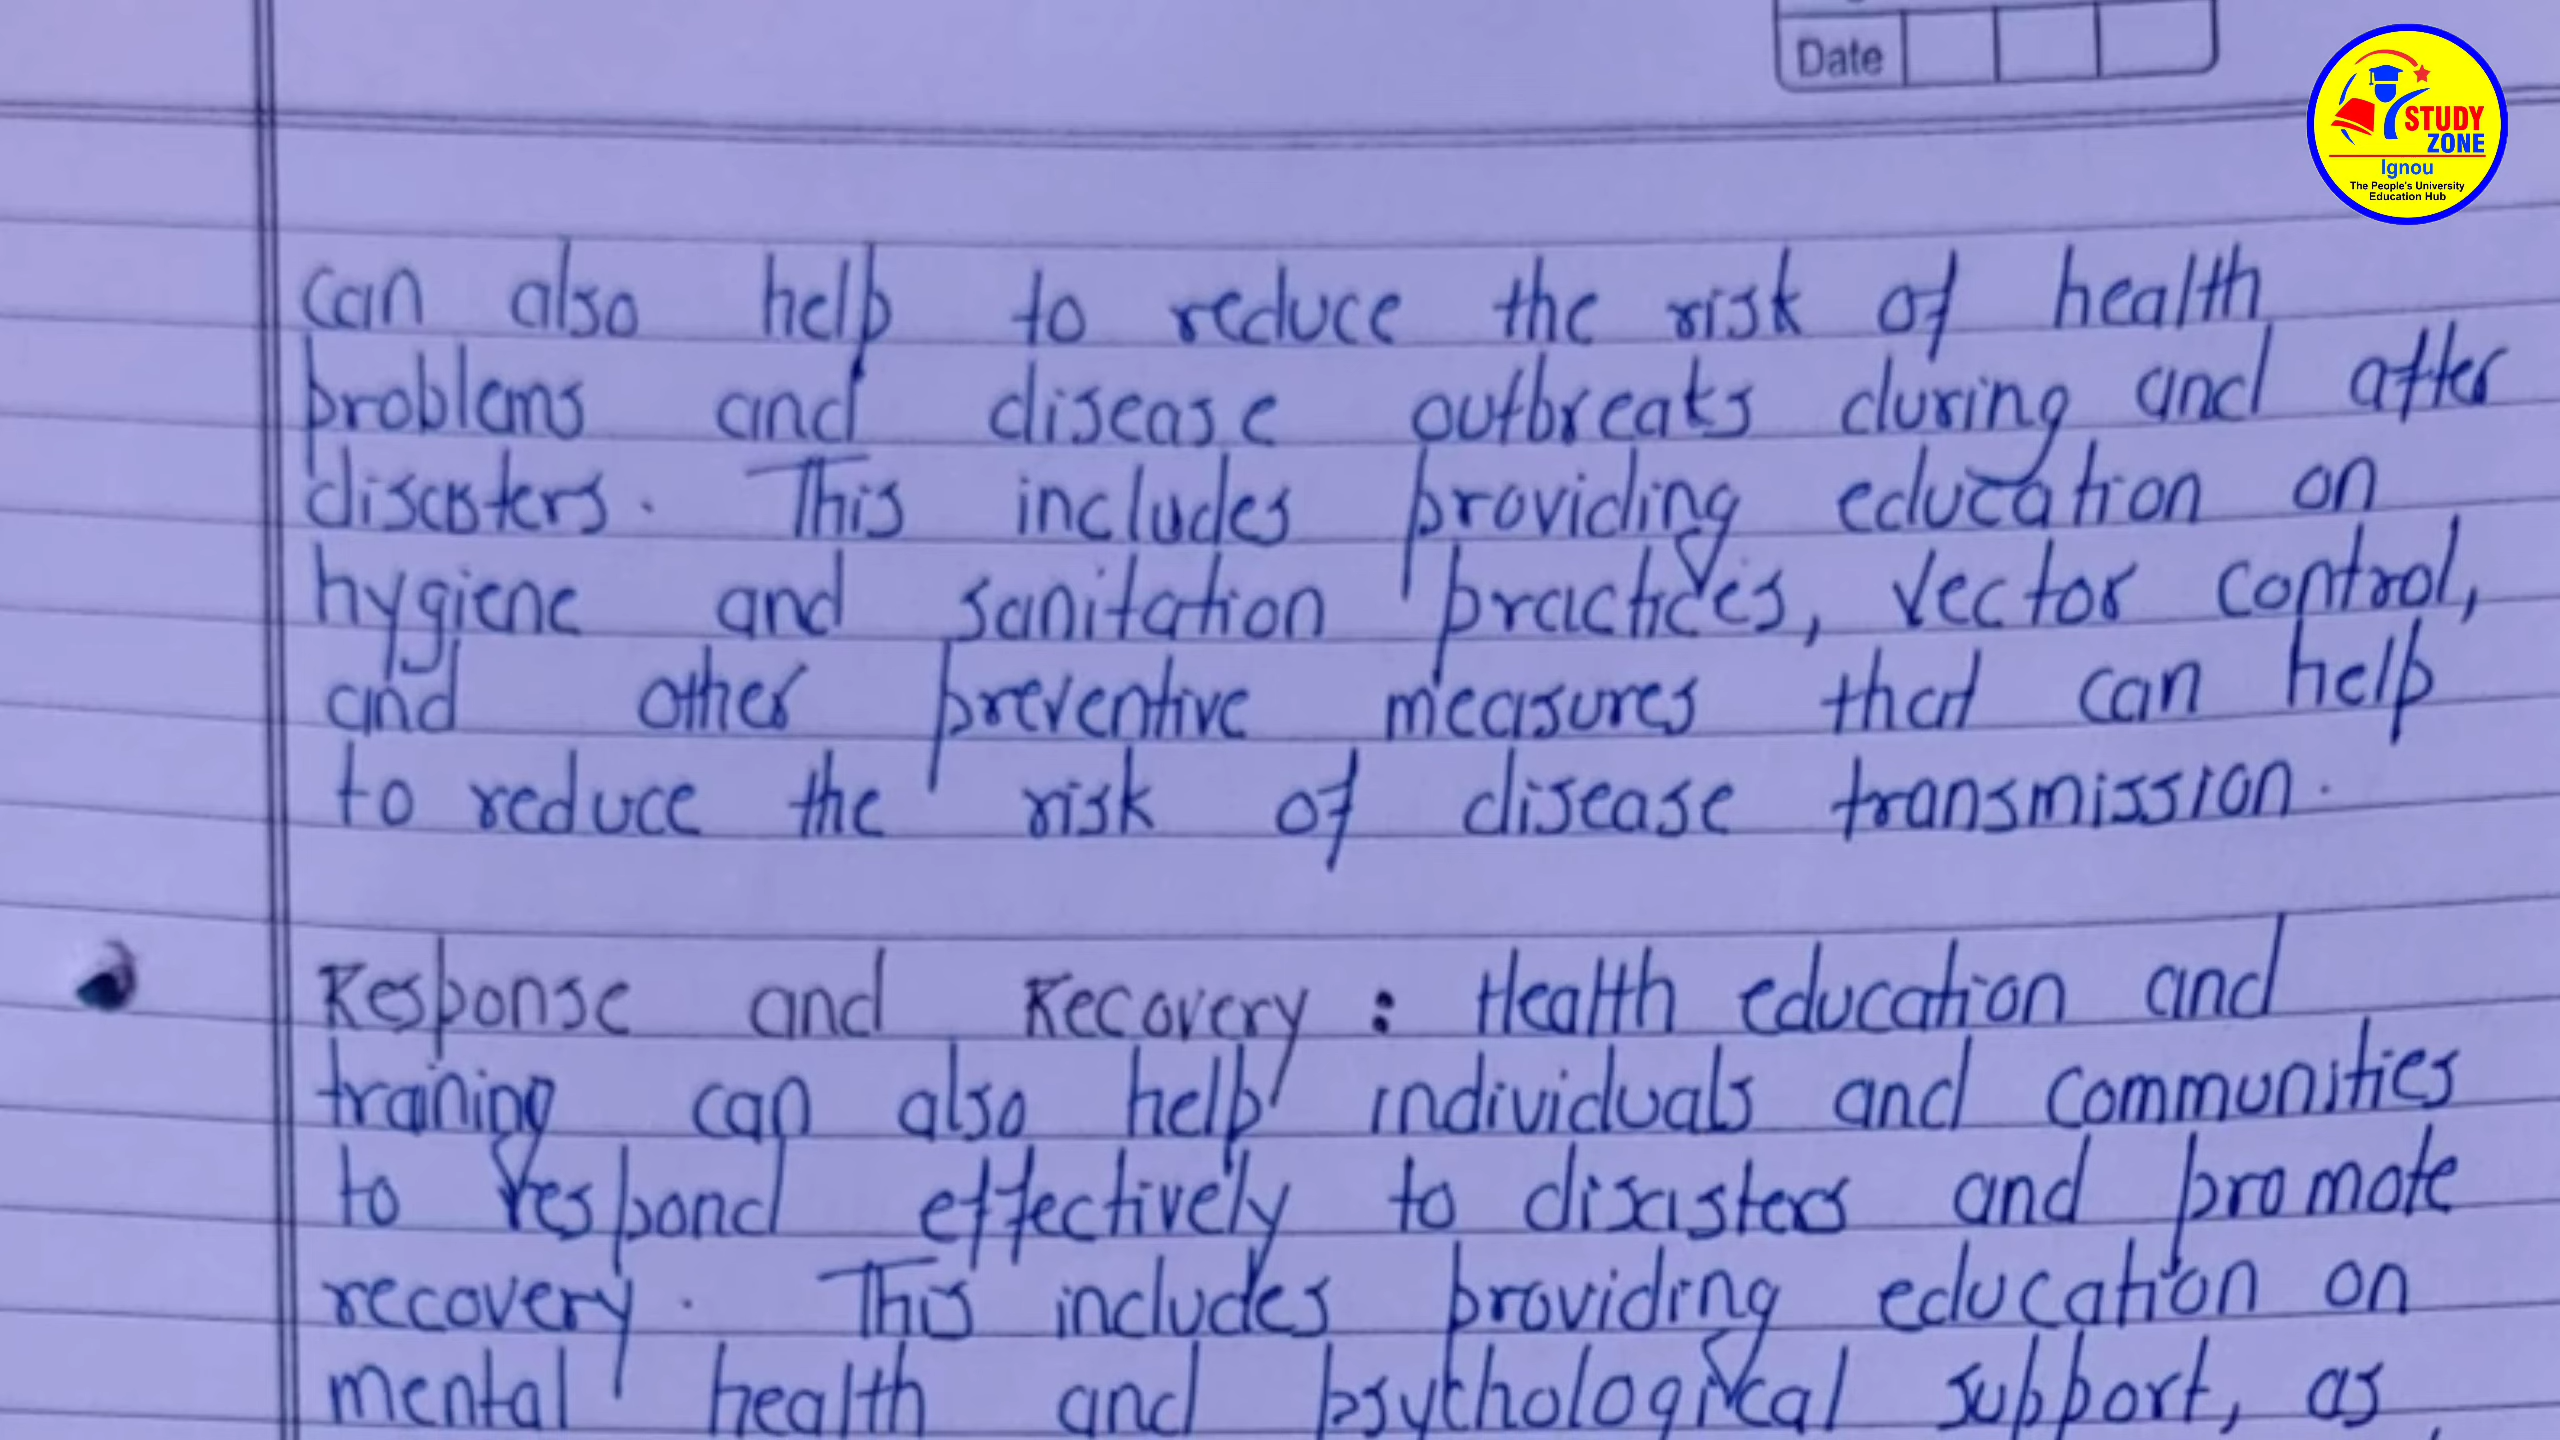 Date
STUDY
ZONE
Ignou
The People's University
Education Hub
can also help to reduce the risk of health
problems and disease outbreaks during and after
disasters. This includes providing education on
hygiene and sanitation practices, vector control,
and other preventive measures that can help
to reduce the risk of disease transmission.
Response and Recovery : Health education and
training can also help individuals and communities
to respond effectively to disasters and promote
recovery. This includes providing education on
mental health and psychological support, as